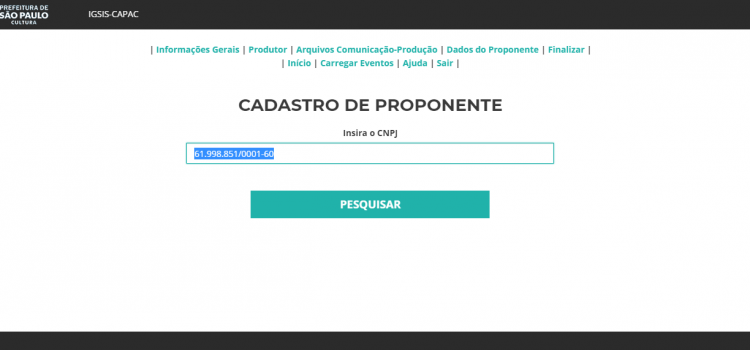 PREFEITURA DE
SÃO PAULO
CULTURA
IGSIS-CAPAC
| Informações Gerais | Produtor | Arquivos Comunicação-Produção | Dados do Proponente | Finalizar |
| Início | Carregar Eventos | Ajuda | Sair |
CADASTRO DE PROPONENTE
Insira o CNPJ
61.998.851/0001-60
PESQUISAR